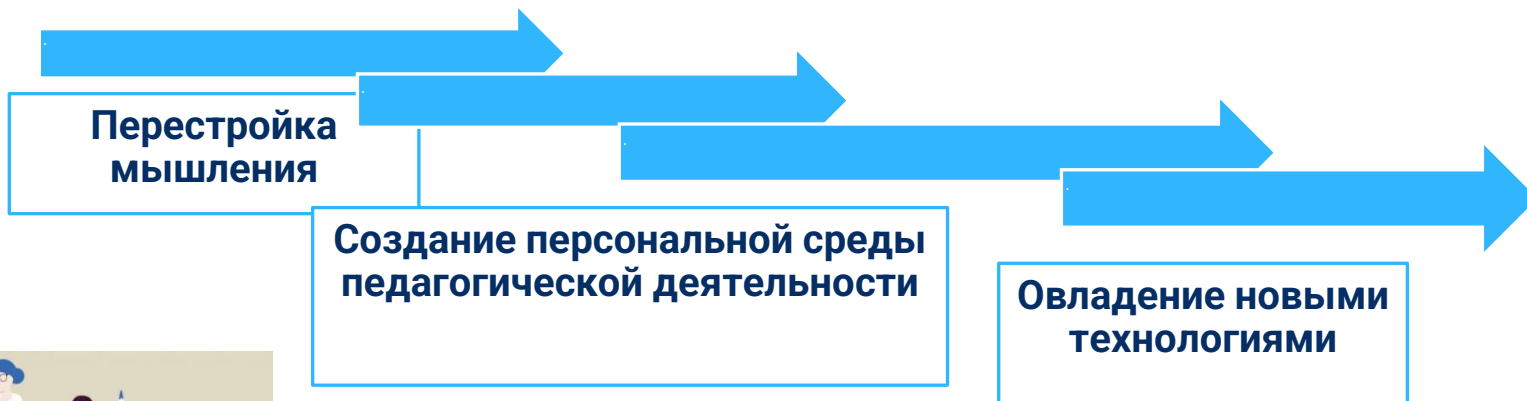 Перестройка
мышления
Создание персональной среды
педагогической деятельности
Овладение новыми
технологиями